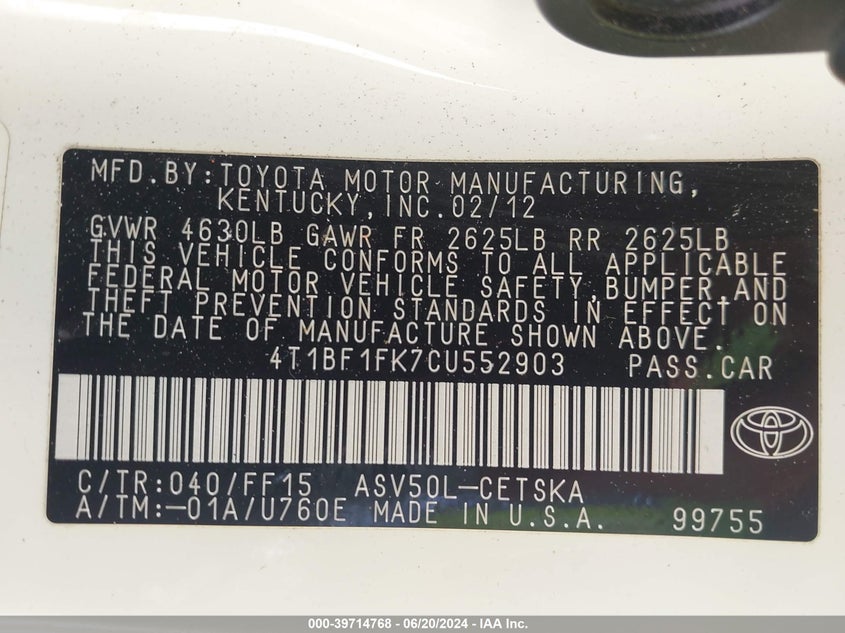 MFD.BY:TOYOTA MOTOR MANUFACTURING,
KENTUCKY,INC.02/12
GVWR 4630LB GAWR FR 2625LB RR 2625LB
THIS VEHICLE CONFORMS TO ALL APPLICABLE
FEDERAL MOTOR VEHICLE SAFETY,BUMPER,AND
THEFT PREVENTION STANDARDS IN EFFECT ON
THE DATE OF MANUFACTURE SHOWN ABOVE.
4T1BF1FK7CU552903 PASS.CAR
C/TR:040/FF15 ASV50L-CETSKA
A/TM:-01A/U760E MADE IN U.S.A. 99755
000-39714768 - 06/20/2024 - IAA Inc.